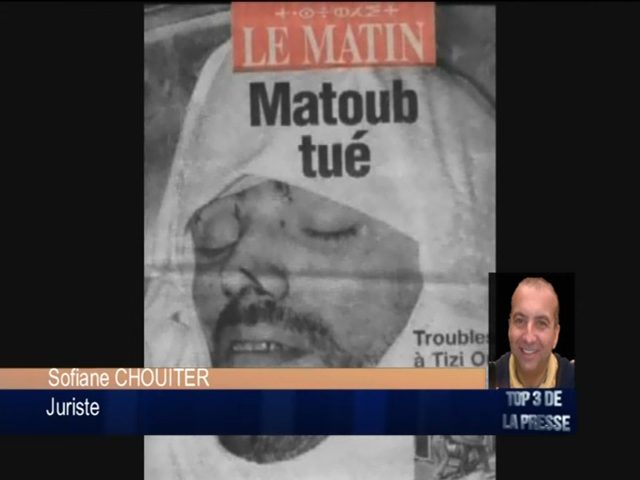 LE MATIN
Matoub
tué
Troubles
à Tizi
Sofiane CHOUITER
Juriste
TOP 3 DE
LA PRESSE